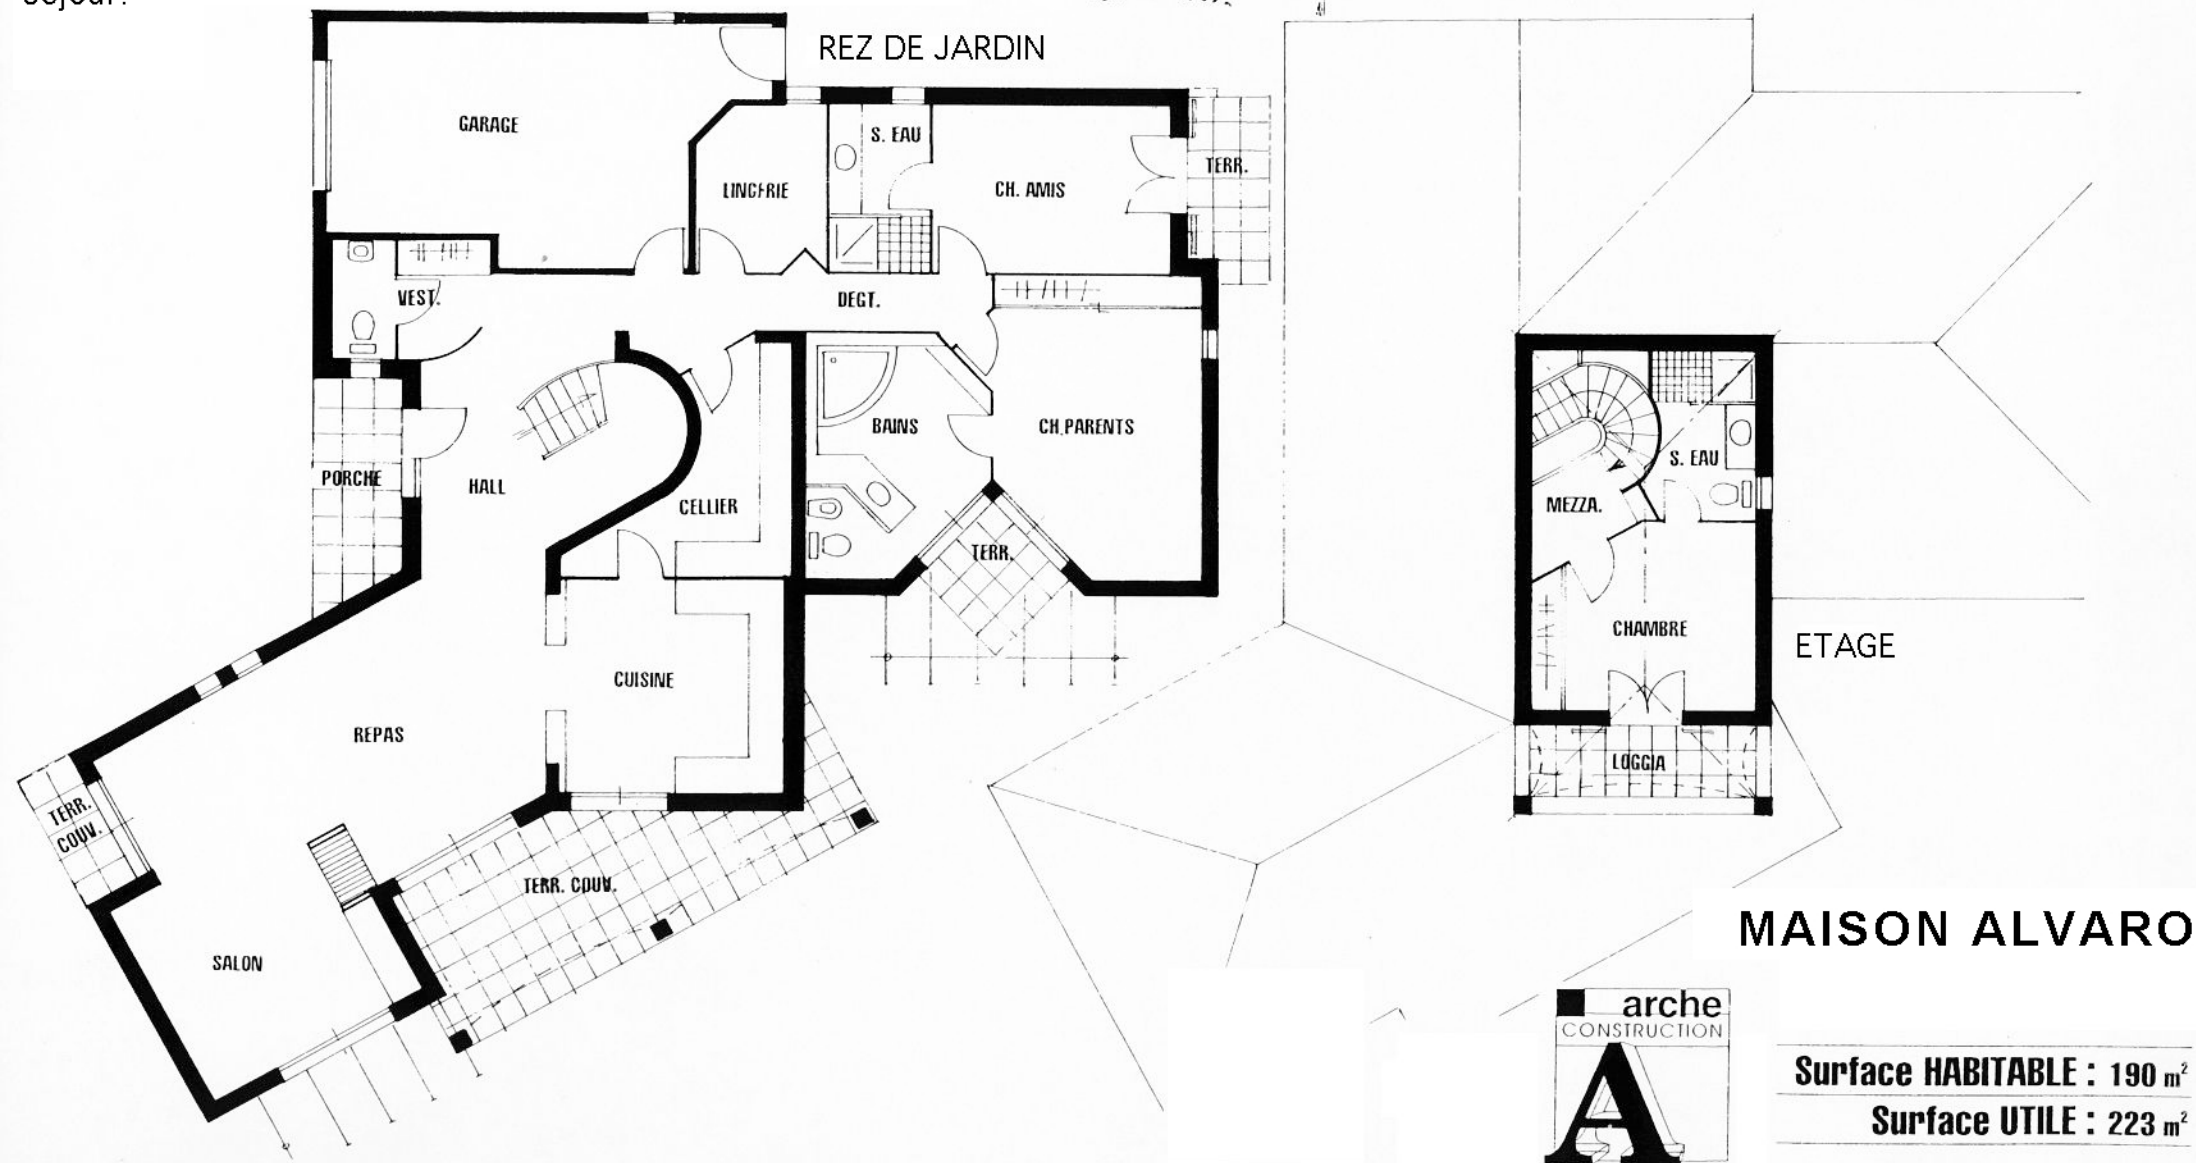 REZ DE JARDIN
GARAGE
S. EAU
LINGERIE
CH. AMIS
TERR.
VEST.
DEGT.
BAINS
CH.PARENTS
PORCHE
HALL
CELLIER
TERR.
CUISINE
REPAS
TERR.
COUV.
TERR. COUV.
SALON
S. EAU
MEZZA.
CHAMBRE
ETAGE
LOGGIA
MAISON ALVARO
arche
CONSTRUCTION
A
Surface HABITABLE : 190 m²
Surface UTILE : 223 m²